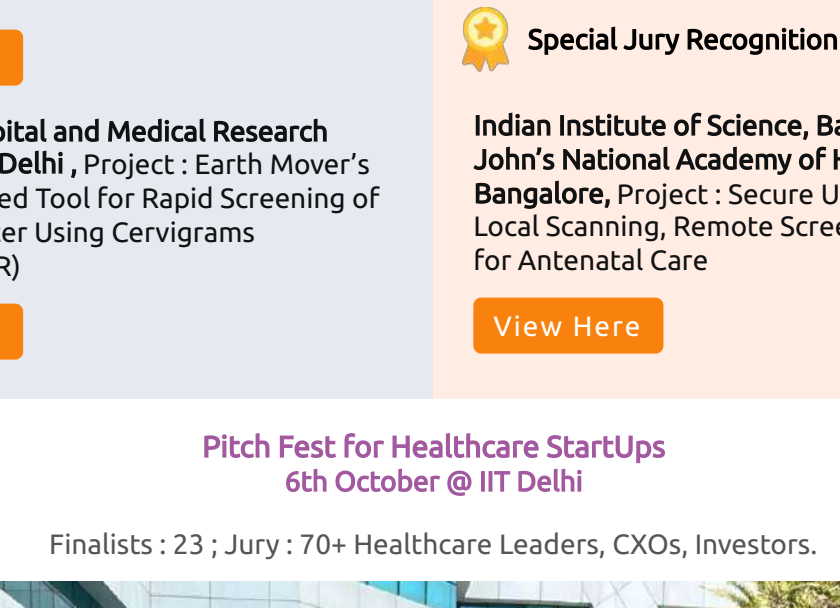 pital and Medical Research
Delhi , Project : Earth Mover's
ed Tool for Rapid Screening of
er Using Cervigrams
R)
Special Jury Recognition
Indian Institute of Science, Ba
John's National Academy of H
Bangalore, Project : Secure U
Local Scanning, Remote Scree
for Antenatal Care
View Here
Pitch Fest for Healthcare StartUps
6th October @ IIT Delhi
Finalists : 23 ; Jury : 70+ Healthcare Leaders, CXOs, Investors.